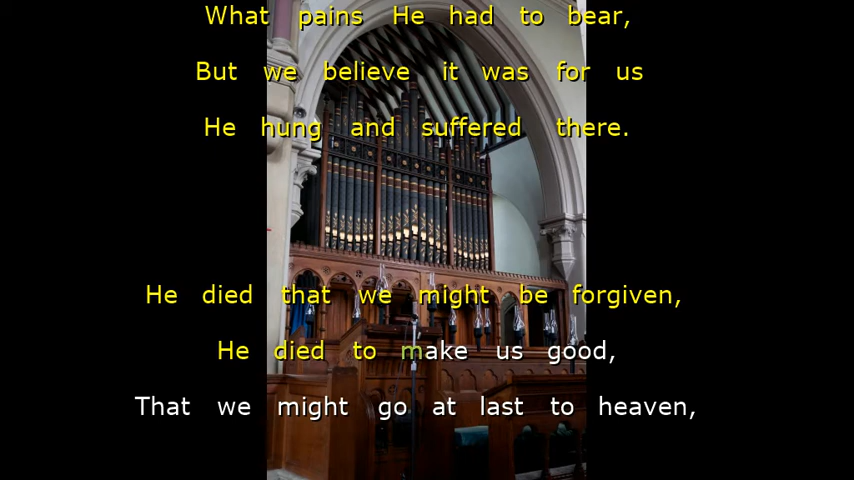 What pains He had to bear,
But we believe it was for us
He hung and suffered there.
He died that we might be forgiven,
He died to make us good,
That we might go at last to heaven,